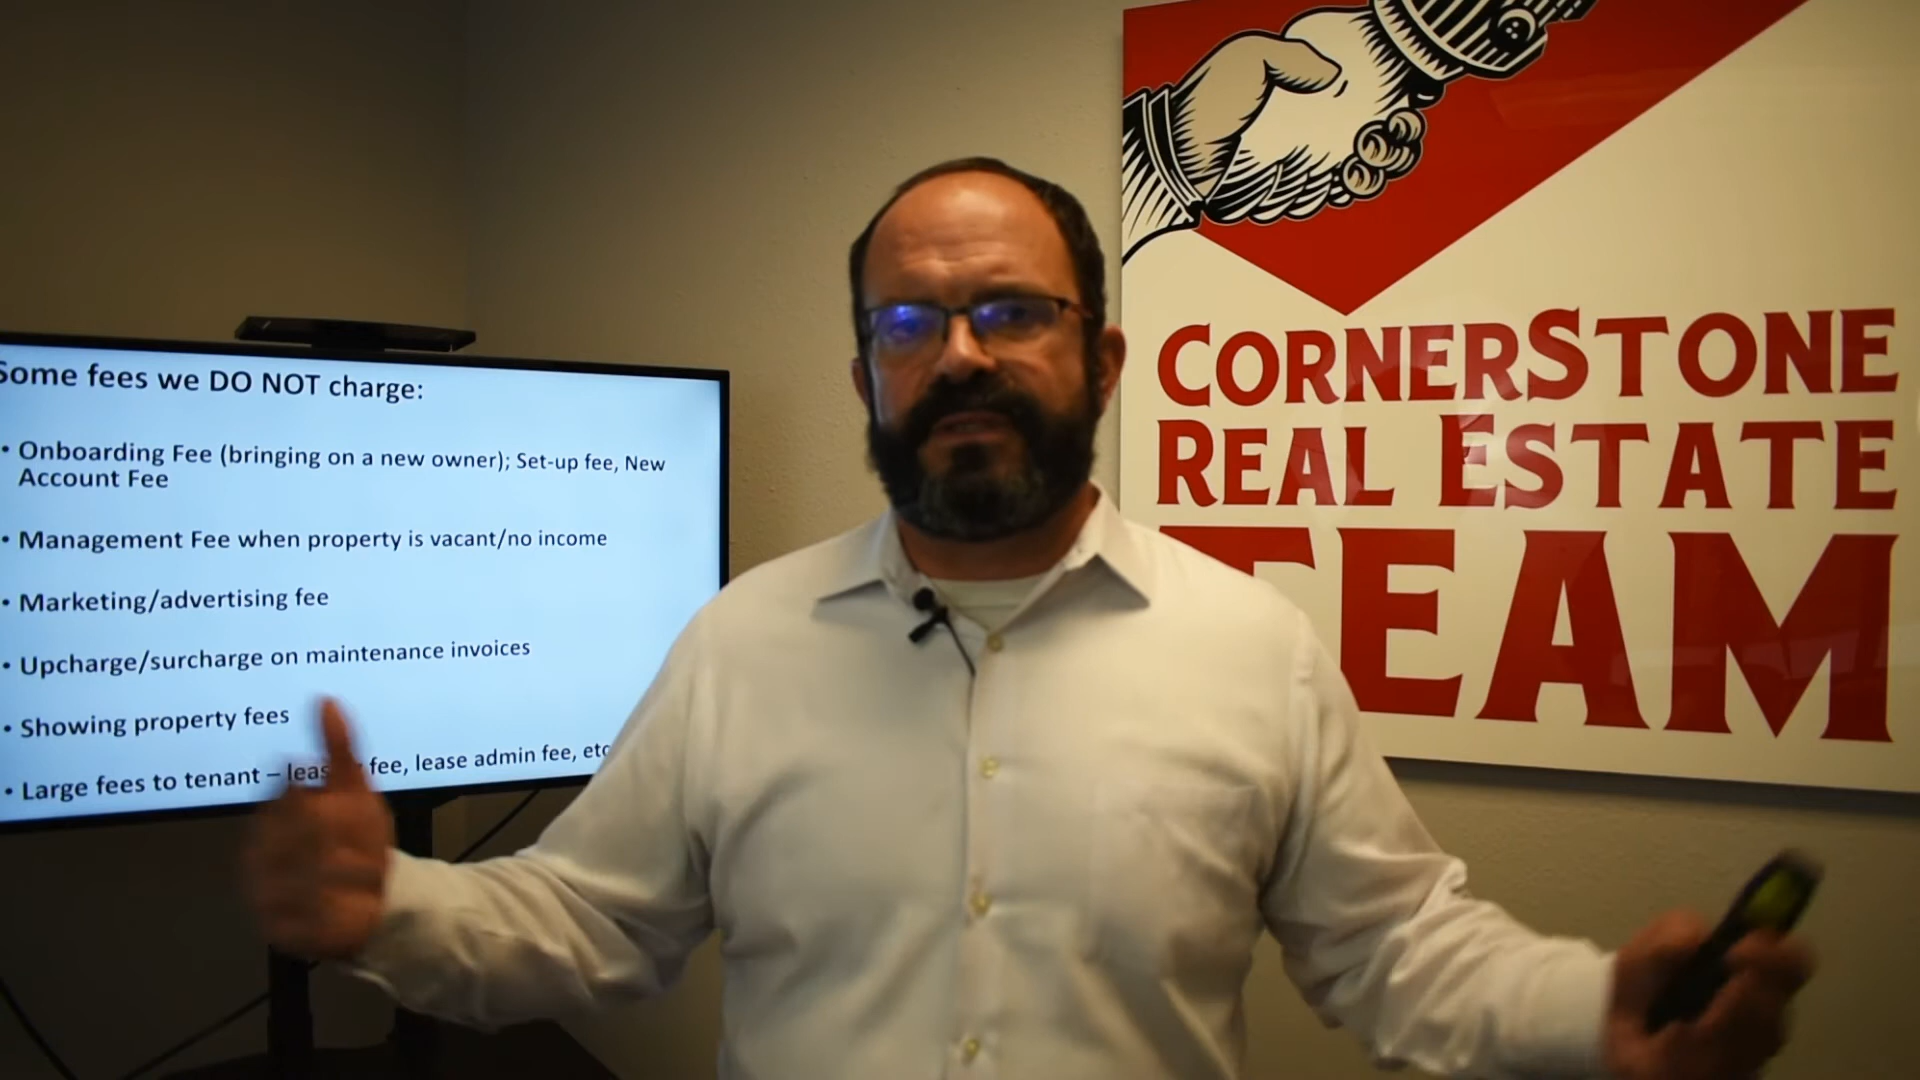 Some fees we DO NOT charge:
• Onboarding Fee (bringing on a new owner); Set-up fee, New
Account Fee
• Management Fee when property is vacant/no income
• Marketing/advertising fee
• Upcharge/surcharge on maintenance invoices
• Showing property fees
• Large fees to tenant – fee, lease admin fee, etc
CORNERSTONE
REAL ESTATE
TEAM